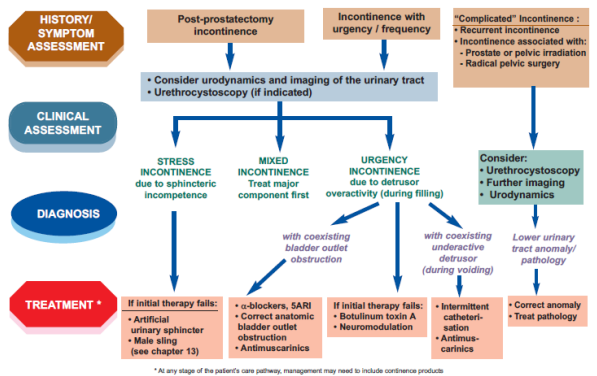 HISTORY/
SYMPTOM
ASSESSMENT
Post-prostatectomy
incontinence
Incontinence with
urgency / frequency
“Complicated” Incontinence :
• Recurrent incontinence
• Incontinence associated with:
- Prostate or pelvic irradiation
- Radical pelvic surgery
• Consider urodynamics and imaging of the urinary tract
• Urethrocystoscopy (if indicated)
CLINICAL
ASSESSMENT
STRESS
INCONTINENCE
due to sphincteric
incompetence
MIXED
INCONTINENCE
Treat major
component first
URGENCY
INCONTINENCE
due to detrusor
overactivity (during filling)
Consider:
• Urethrocystoscopy
• Further imaging
• Urodynamics
DIAGNOSIS
with coexisting
bladder outlet
obstruction
with coexisting
underactive
detrusor
(during voiding)
Lower urinary
tract anomaly/
pathology
TREATMENT *
If initial therapy fails:
• Artificial
urinary sphincter
• Male sling
(see chapter 13)
• α-blockers, 5ARI
• Correct anatomic
bladder outlet
obstruction
• Antimuscarinics
If initial therapy fails:
• Botulinum toxin A
• Neuromodulation
• Intermittent
catheteri-
sation
• Antimus-
carinics
• Correct anomaly
• Treat pathology
* At any stage of the patient's care pathway, management may need to include continence products